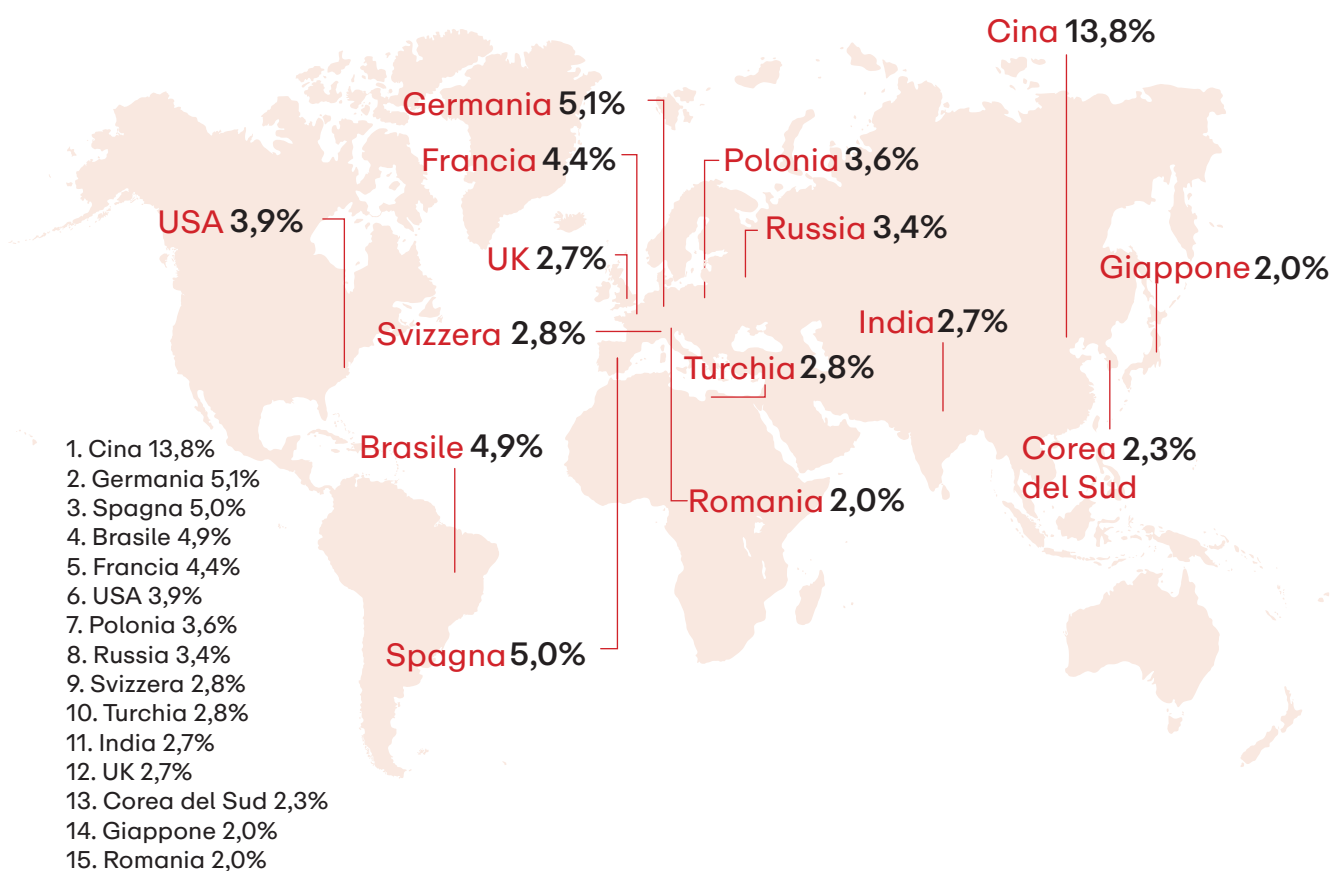 Cina 13,8%
Germania 5,1%
Francia 4,4%
Polonia 3,6%
USA 3,9%
Russia 3,4%
UK 2,7%
Giappone 2,0%
Svizzera 2,8%
India 2,7%
Turchia 2,8%
Brasile 4,9%
Corea 2,3%
del Sud
Romania 2,0%
Spagna 5,0%
1. Cina 13,8%
2. Germania 5,1%
3. Spagna 5,0%
4. Brasile 4,9%
5. Francia 4,4%
6. USA 3,9%
7. Polonia 3,6%
8. Russia 3,4%
9. Svizzera 2,8%
10. Turchia 2,8%
11. India 2,7%
12. UK 2,7%
13. Corea del Sud 2,3%
14. Giappone 2,0%
15. Romania 2,0%